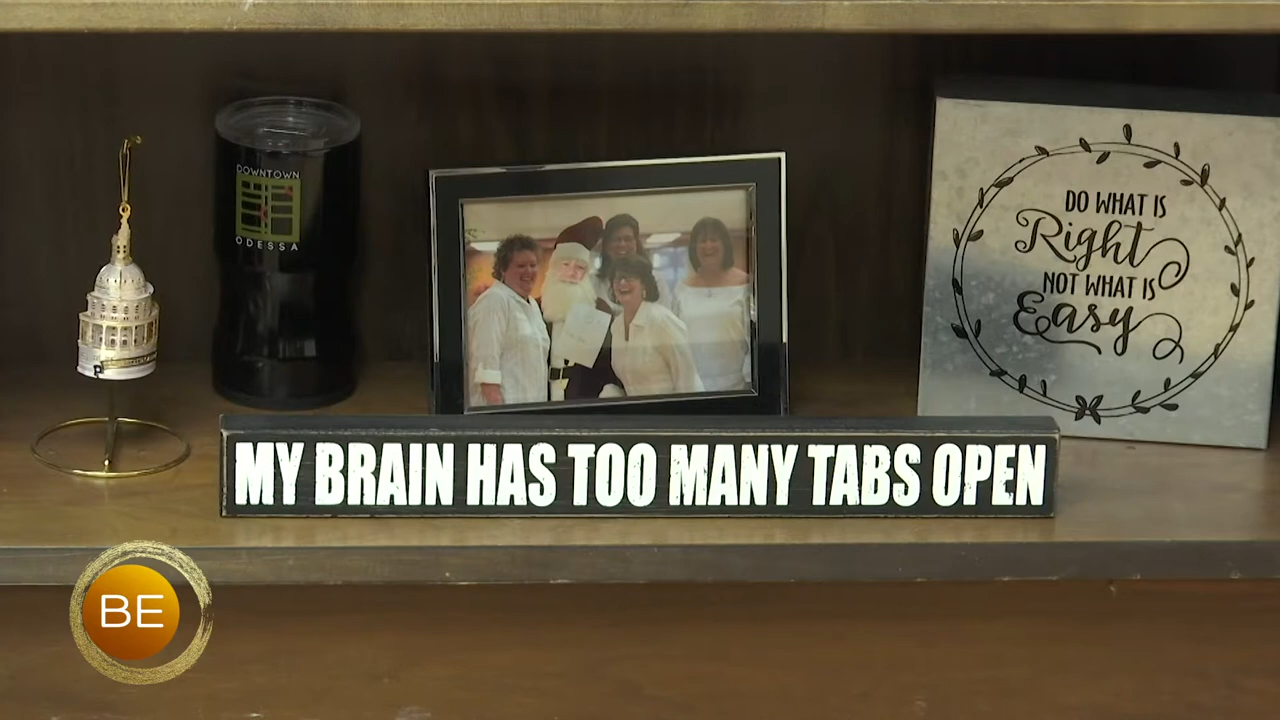 DOWNTOWN
ODESSA
DO WHAT IS
Right
NOT WHAT IS
Easy
MY BRAIN HAS TOO MANY TABS OPEN
BE